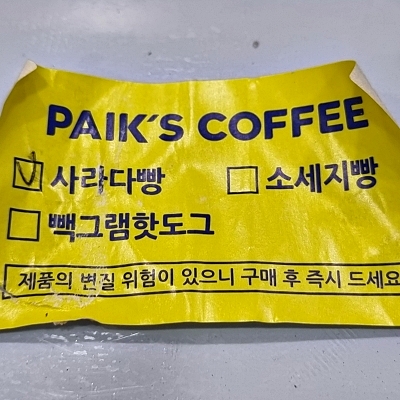 PAIK'S COFFEE
사라다빵 소세지빵
빽그램핫도그
제품의 변질 위험이 있으니 구매 후 즉시 드세요